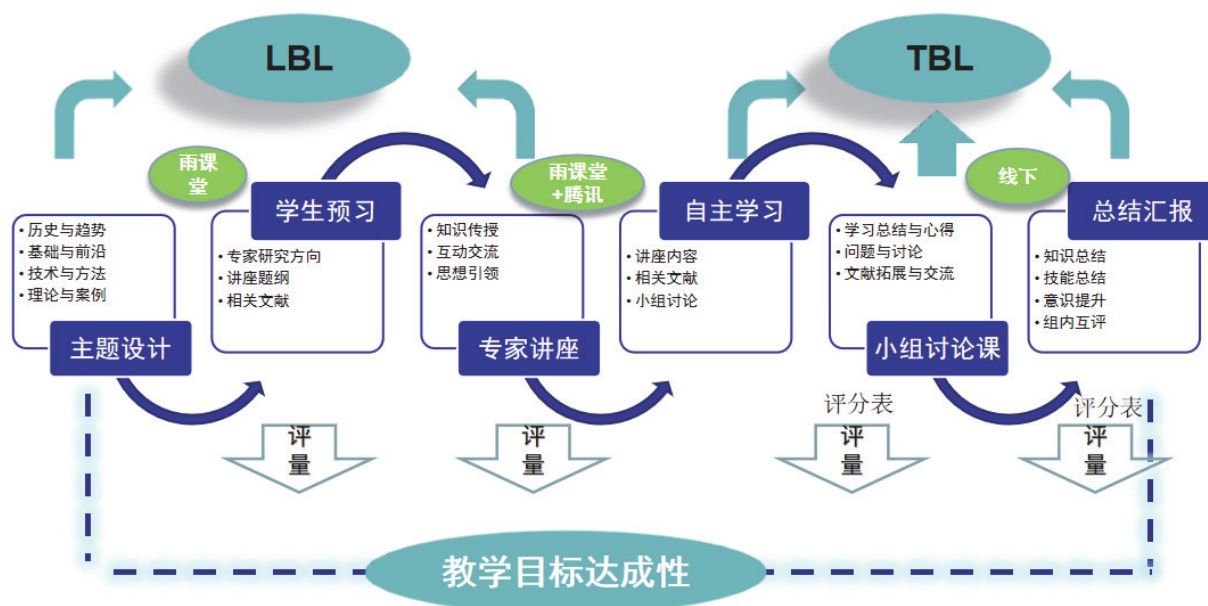 LBL
TBL
雨课
堂
雨课堂
+腾讯
线下
学生预习
自主学习
总结汇报
• 历史与趋势
• 基础与前沿
• 技术与方法
• 理论与案例
主题设计
• 专家研究方向
• 讲座题纲
• 相关文献
• 知识传授
• 互动交流
• 思想引领
专家讲座
• 讲座内容
• 相关文献
• 小组讨论
• 学习总结与心得
• 问题与讨论
• 文献拓展与交流
小组讨论课
• 知识总结
• 技能总结
• 意识提升
• 组内互评
评分表
评分表
评
量
评
量
评
量
评
量
教学目标达成性